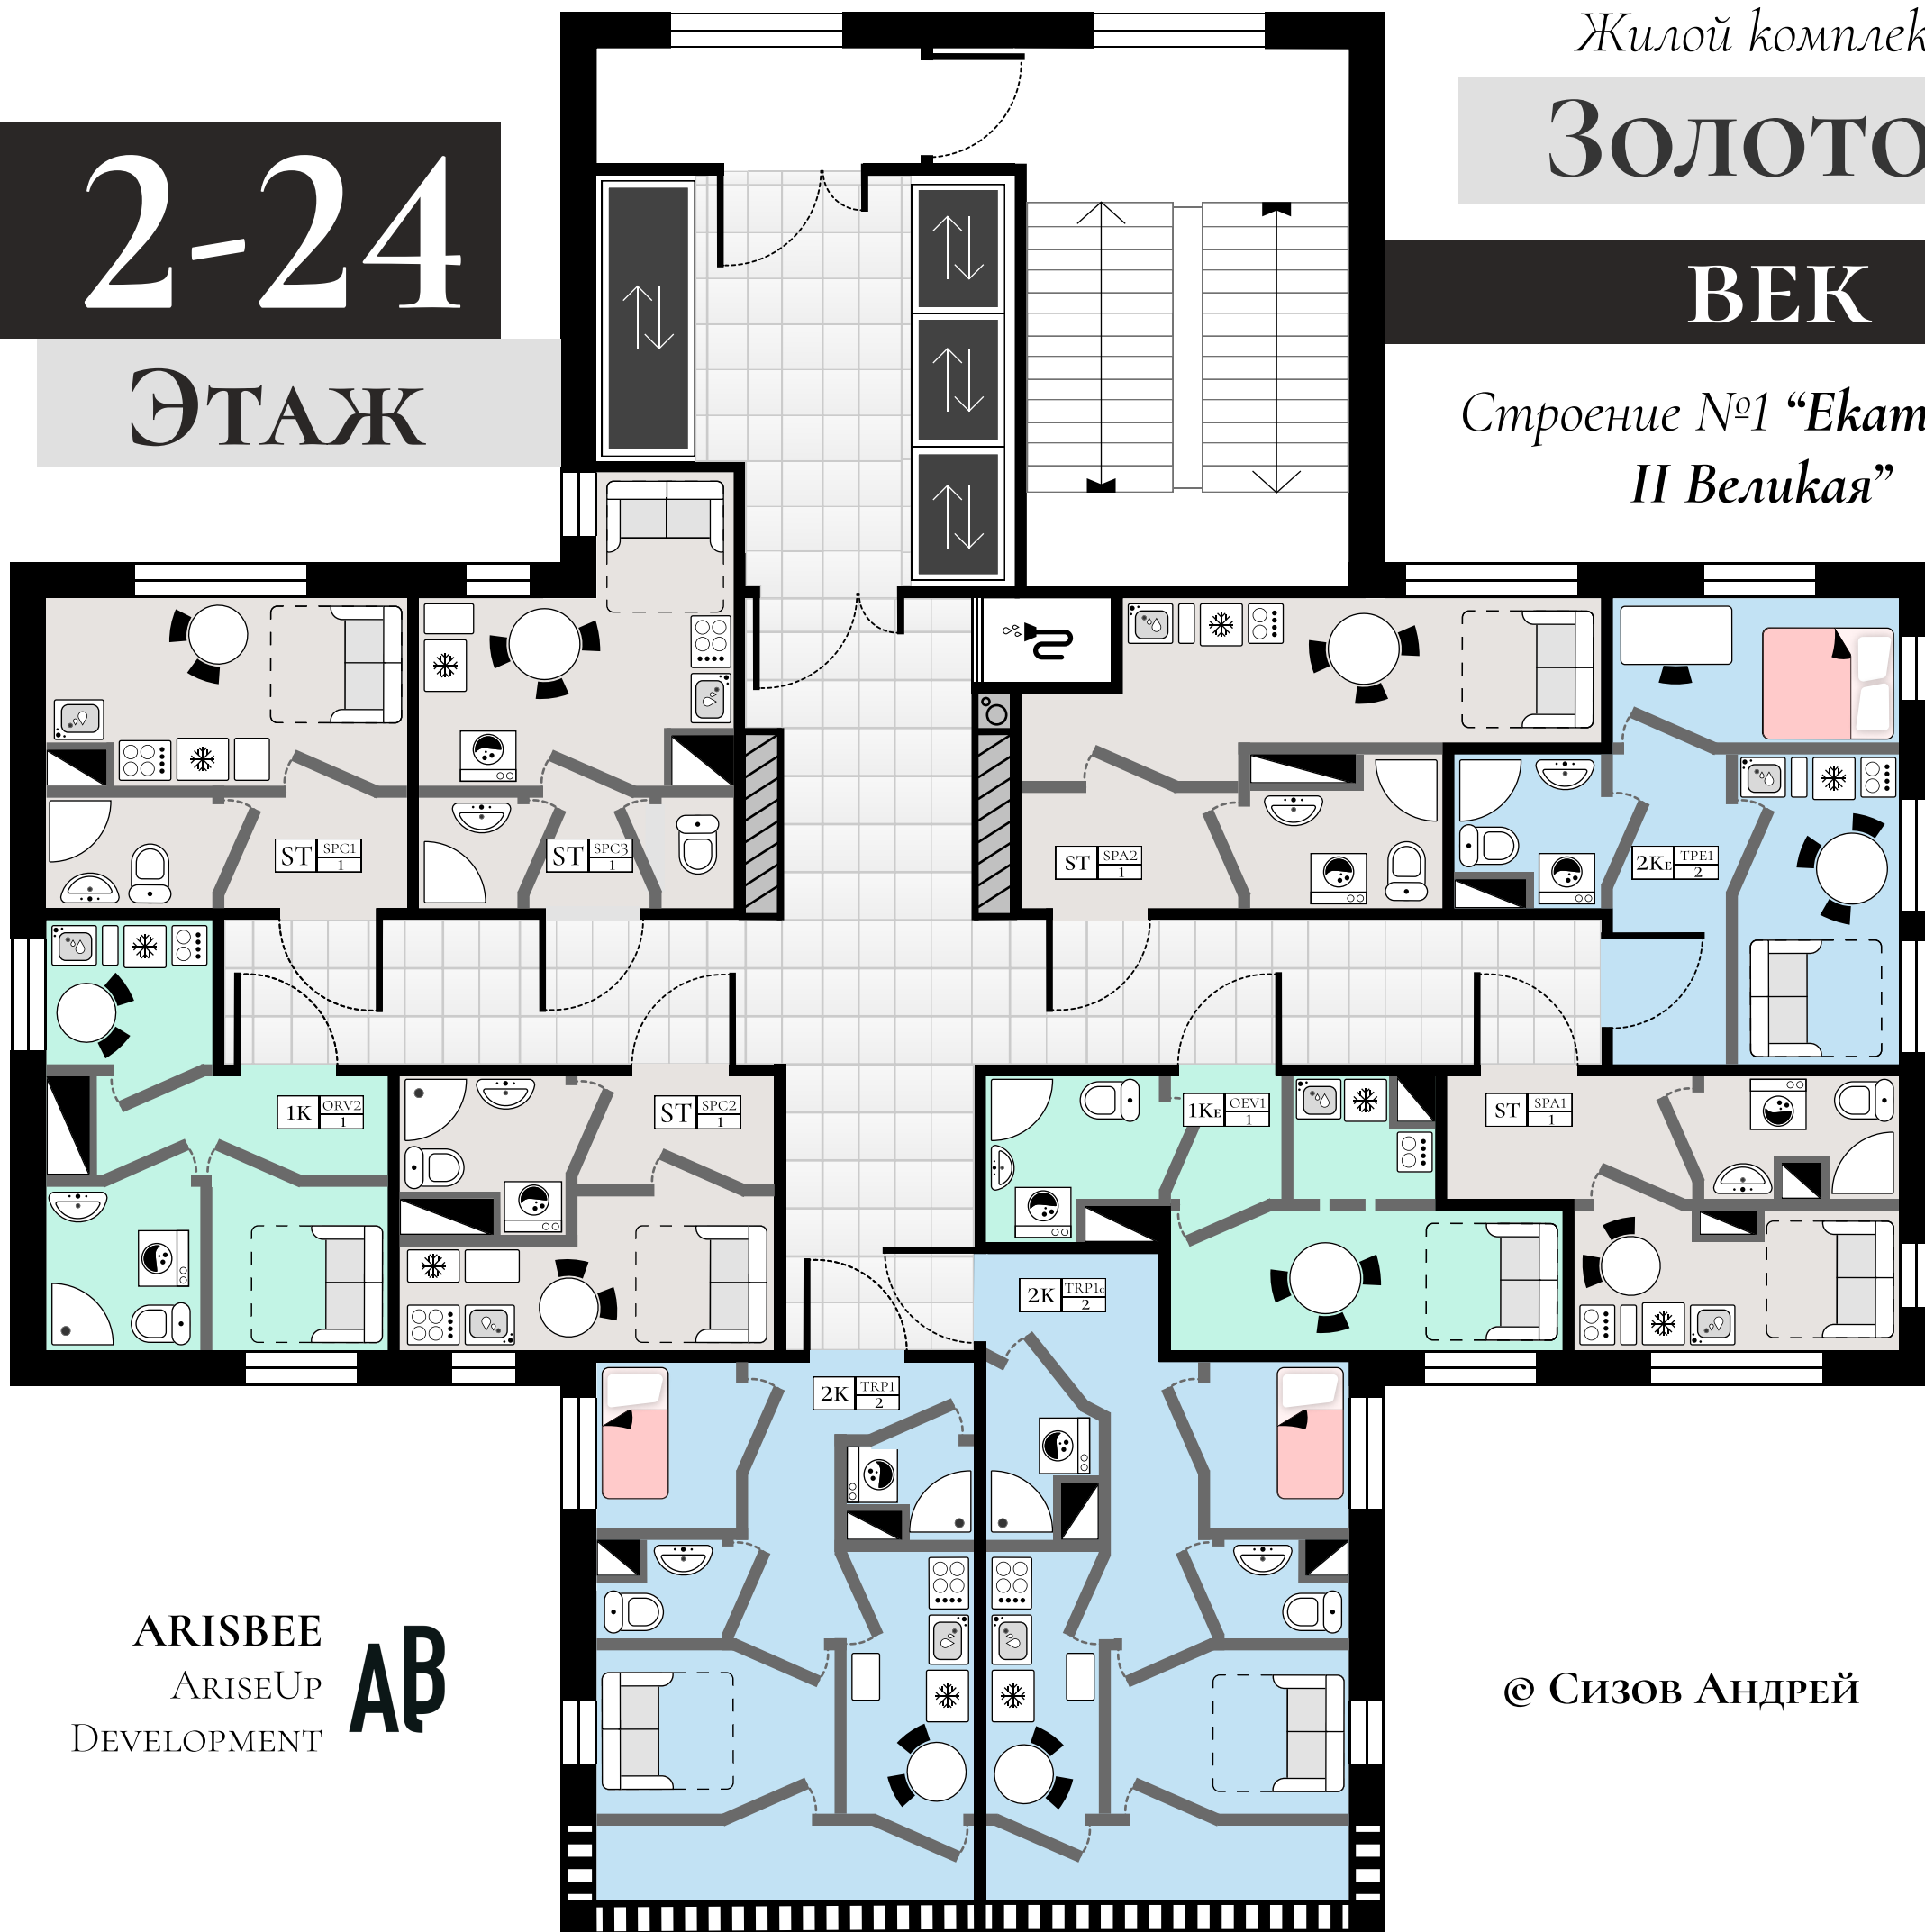 Жилой комплек
Золото
ВЕК
Строение №1 “Екат
II Великая”
2-24
Этаж
ST SPC1
1
ST SPC3
1
ST SPA2
1
2KE TPE1
2
1K ORV2
1
ST SPC2
1
1KE OEV1
1
ST SPA1
1
2K TRP1c
2
2K TRP1
2
ARISBEE
AriseUp
Development
AB
© Сизов Андрей